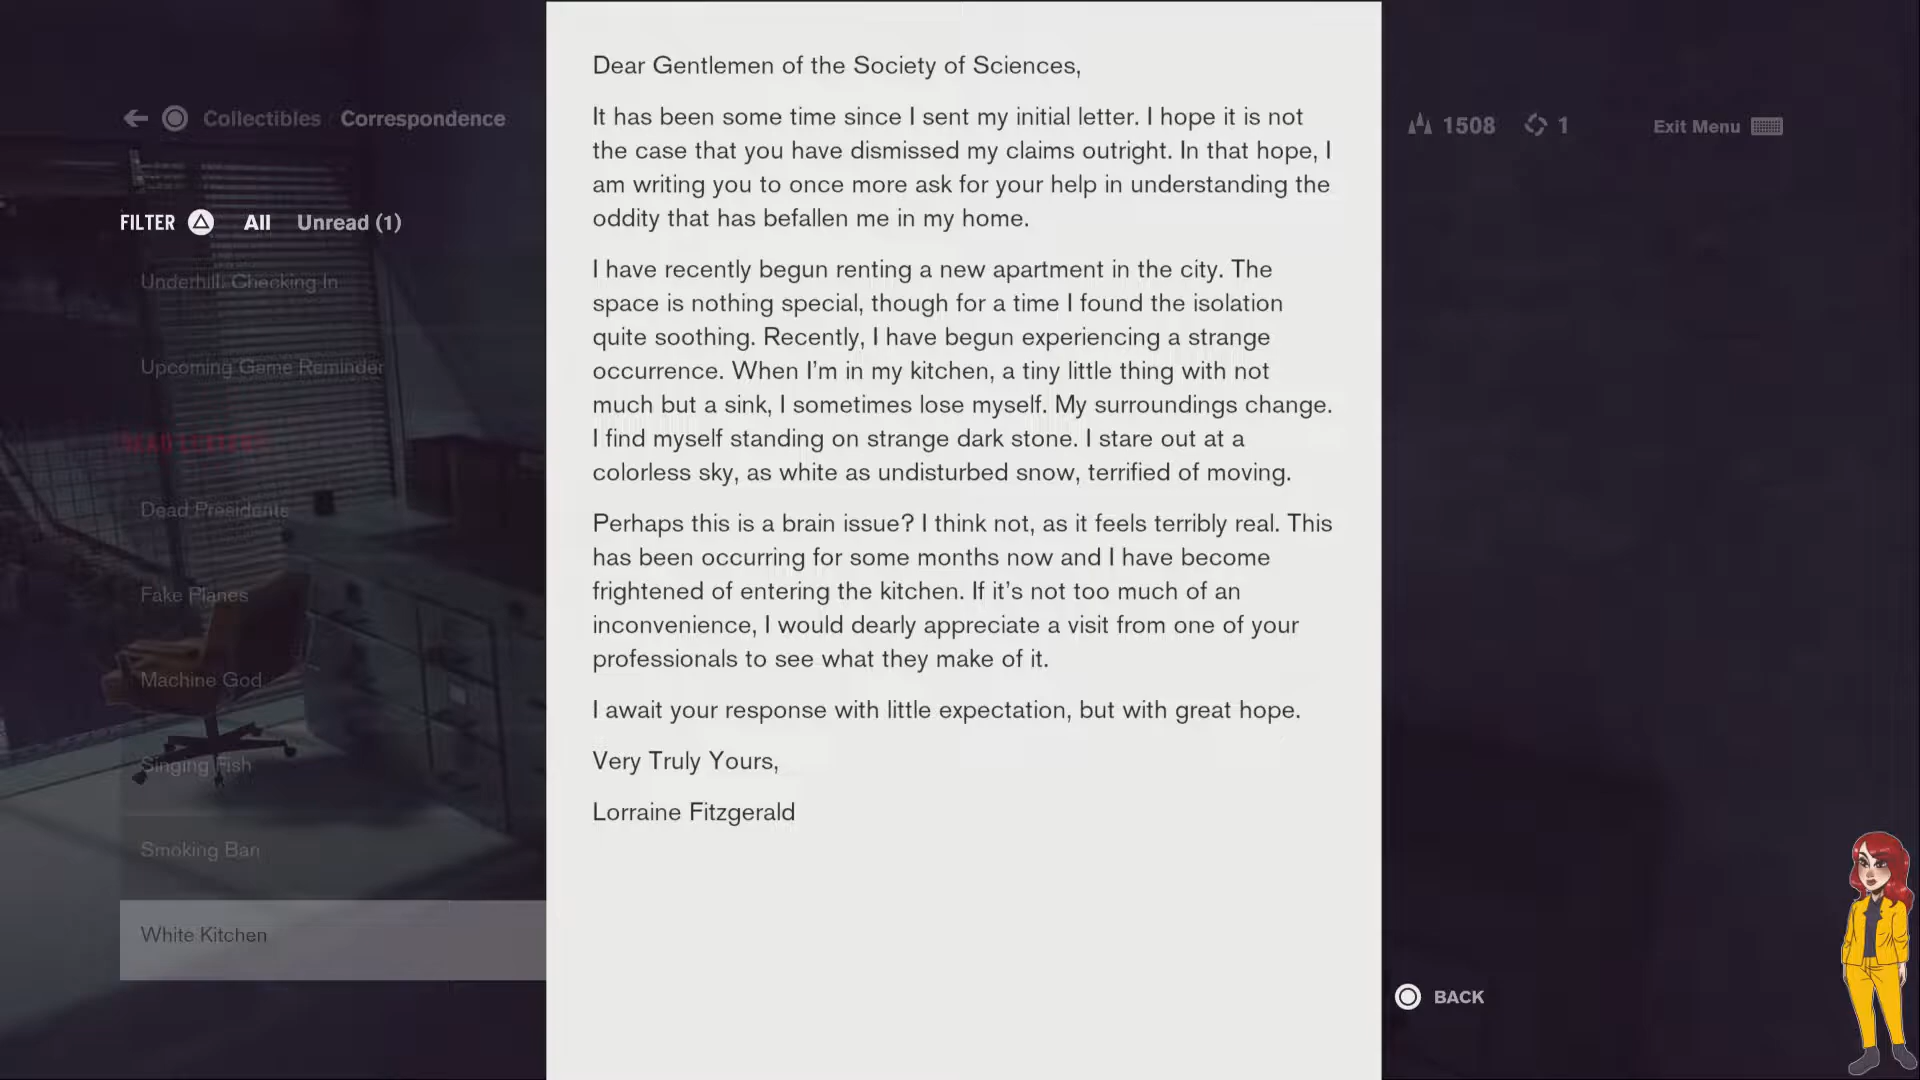 Collectibles / Correspondence
1508
1
Exit Menu
FILTER All Unread (1)
Underhill: Checking In
Upcoming Game Reminder
DEAD LETTERS
Dead Presidents
Fake Planes
Machine God
Singing Fish
Smoking Ban
White Kitchen
Dear Gentlemen of the Society of Sciences,
It has been some time since I sent my initial letter. I hope it is not
the case that you have dismissed my claims outright. In that hope, I
am writing you to once more ask for your help in understanding the
oddity that has befallen me in my home.
I have recently begun renting a new apartment in the city. The
space is nothing special, though for a time I found the isolation
quite soothing. Recently, I have begun experiencing a strange
occurrence. When I'm in my kitchen, a tiny little thing with not
much but a sink, I sometimes lose myself. My surroundings change.
I find myself standing on strange dark stone. I stare out at a
colorless sky, as white as undisturbed snow, terrified of moving.
Perhaps this is a brain issue? I think not, as it feels terribly real. This
has been occurring for some months now and I have become
frightened of entering the kitchen. If it's not too much of an
inconvenience, I would dearly appreciate a visit from one of your
professionals to see what they make of it.
I await your response with little expectation, but with great hope.
Very Truly Yours,
Lorraine Fitzgerald
BACK